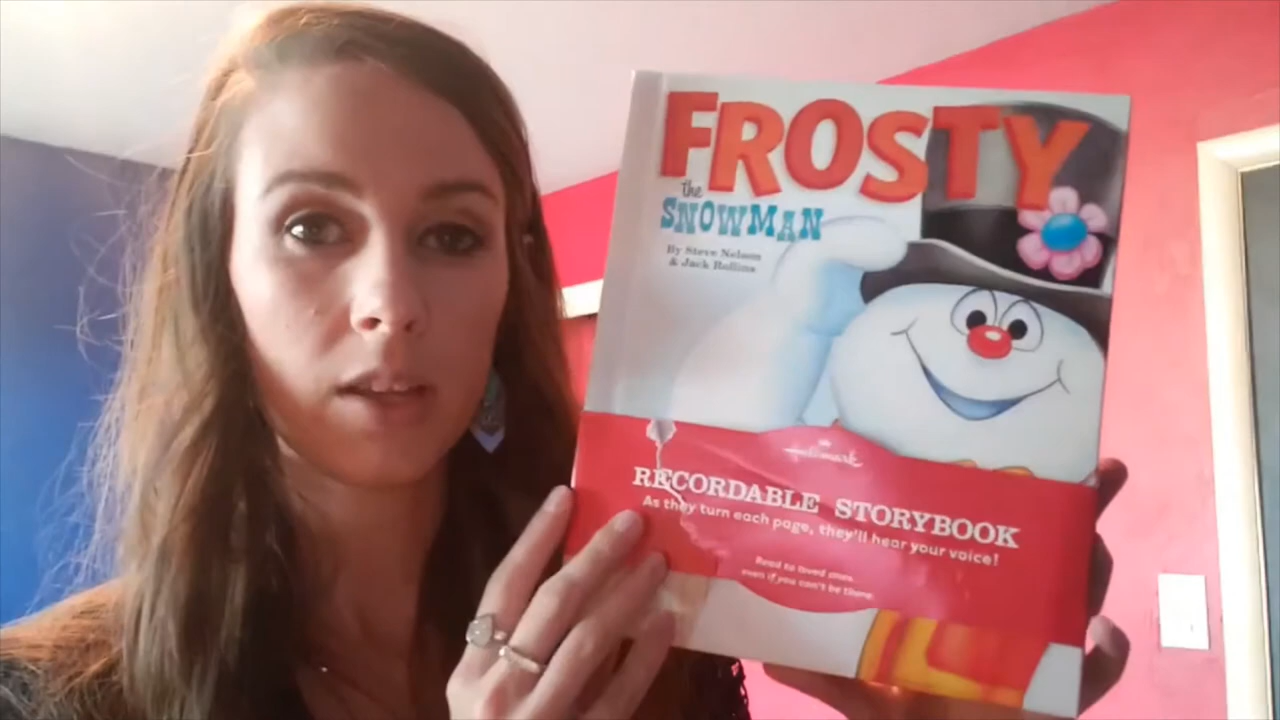 FROSTY
the
SNOWMAN
By Steve Nelson
& Jack Rollins
Hallmark
RECORDABLE STORYBOOK
As they turn each page, they'll hear your voice!
Read to loved ones...
even if you can't be there.